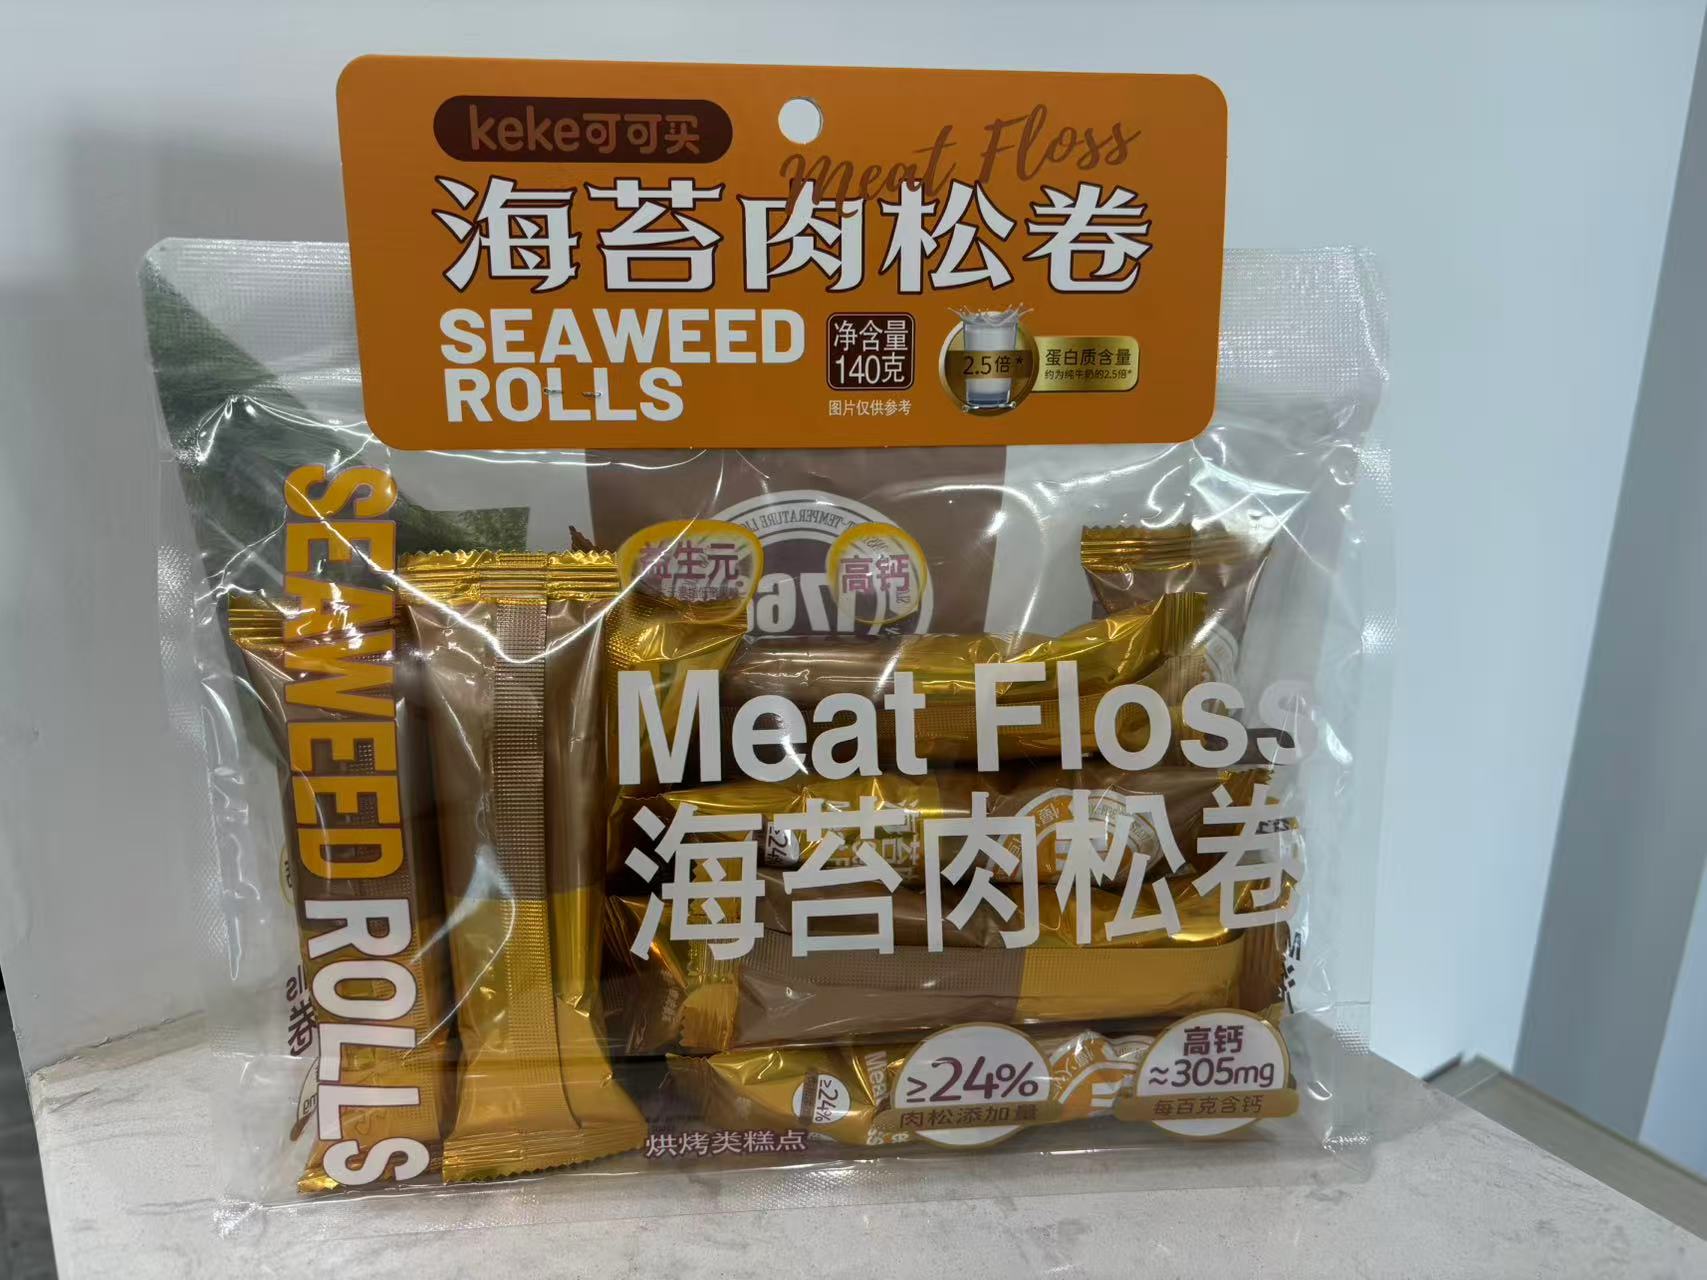 keke可可买
Meat Floss
海苔肉松卷
SEAWEED
ROLLS
净含量
140克
图片仅供参考
2.5倍*
蛋白质含量
约为纯牛奶的2.5倍*
SEAWEED ROLLS
益生元
高钙
Meat Floss
海苔肉松卷
≥24%
肉松添加量
高钙
≈305mg
每百克含钙
≥24%
≥24%
烘烤类糕点